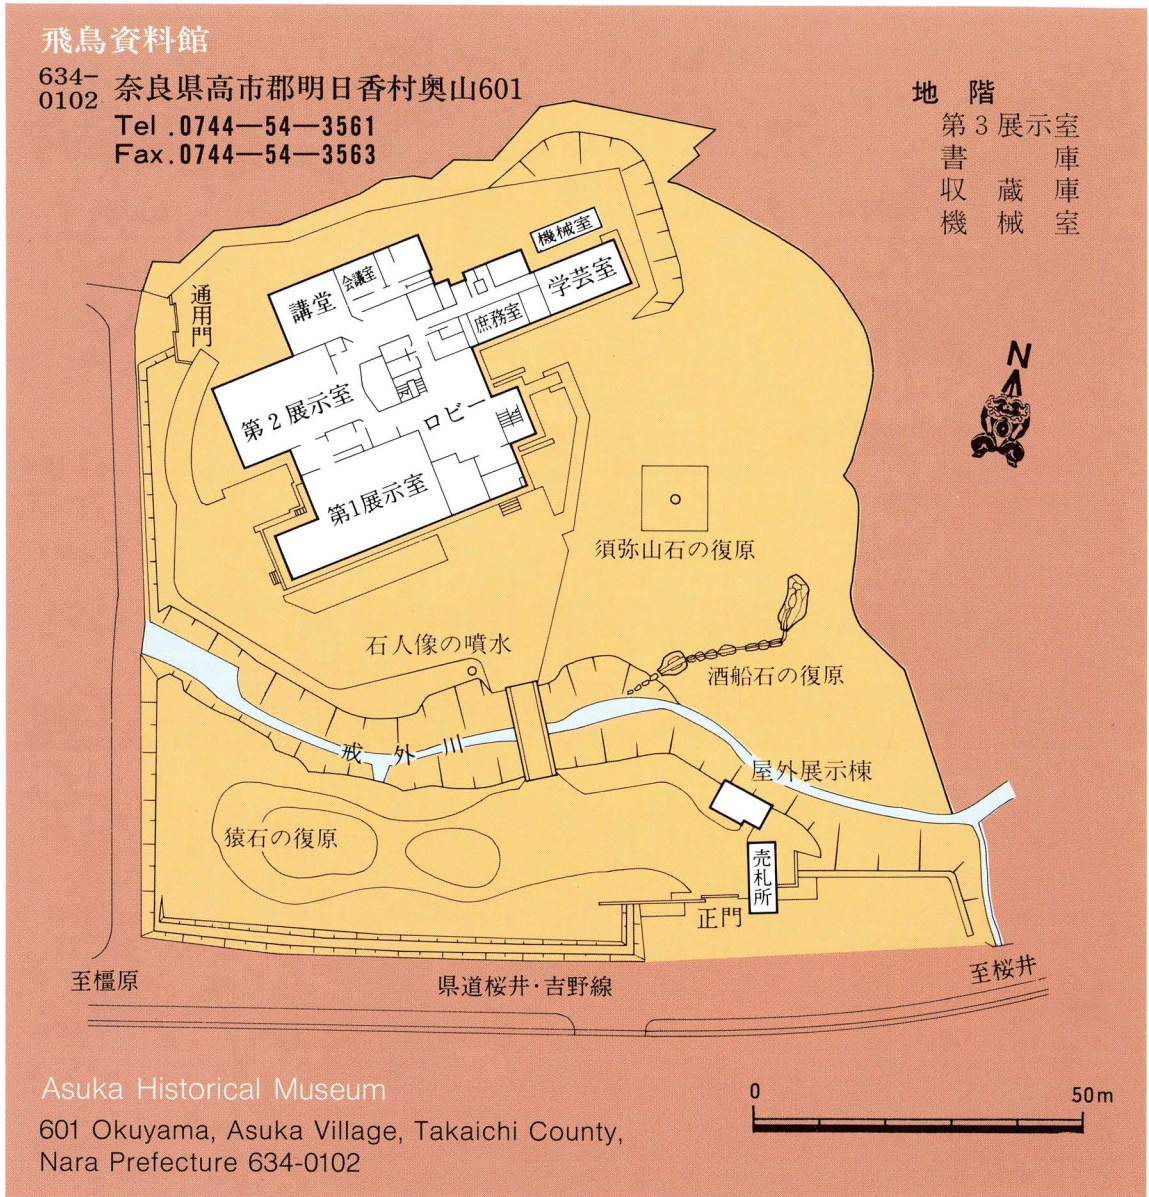 飛鳥資料館
634-0102 奈良県高市郡明日香村奥山601
Tel .0744—54—3561
Fax.0744—54—3563
地階
第3展示室
書庫
収蔵庫
機械室
通用門
講堂
会議室
機械室
学芸室
庶務室
第2展示室
ロビー
第1展示室
N
須弥山石の復原
石人像の噴水
酒船石の復原
戒外川
屋外展示棟
猿石の復原
売札所
正門
至橿原
県道桜井・吉野線
至桜井
Asuka Historical Museum
601 Okuyama, Asuka Village, Takaichi County,
Nara Prefecture 634-0102
0 50m